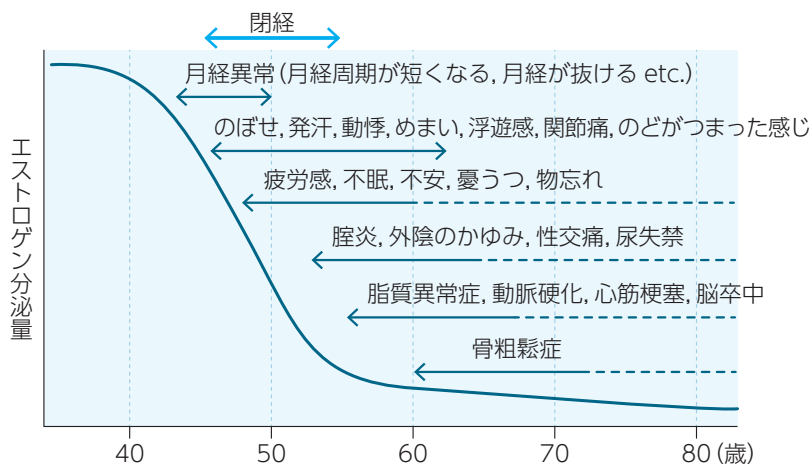 閉経
月経異常(月経周期が短くなる, 月経が抜ける etc.)
のぼせ, 発汗, 動悸, めまい, 浮遊感, 関節痛, のどがつまった感じ
疲労感, 不眠, 不安, 憂うつ, 物忘れ
腟炎, 外陰のかゆみ, 性交痛, 尿失禁
脂質異常症, 動脈硬化, 心筋梗塞, 脳卒中
骨粗鬆症
エストロゲン分泌量
40 50 60 70 80 (歳)